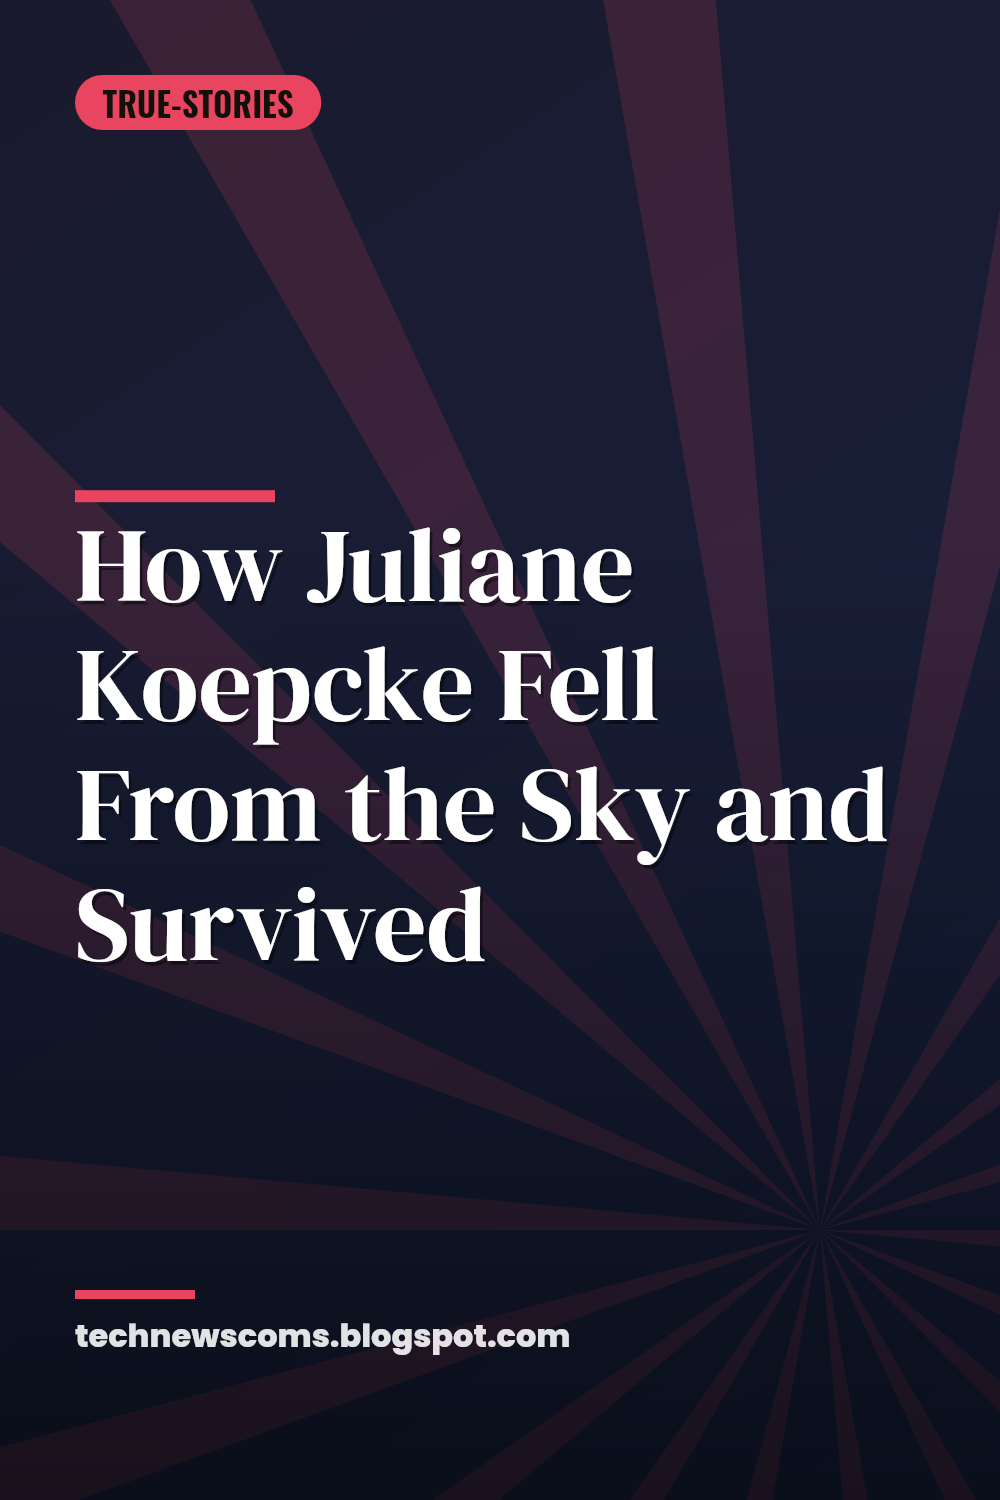 TRUE-STORIES
How Juliane
Koepcke Fell
From the Sky and
Survived
technewscoms.blogspot.com